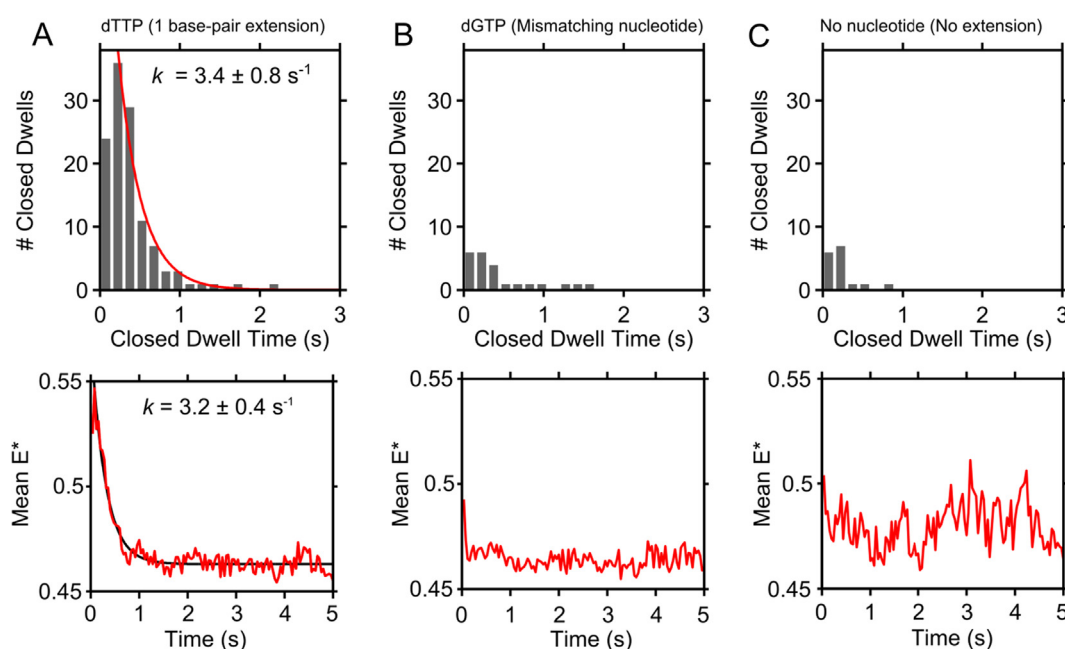 A
dTTP (1 base-pair extension)
k = 3.4 ± 0.8 s-1
# Closed Dwells
30
20
10
0
0 1 2 3
Closed Dwell Time (s)
B
dGTP (Mismatching nucleotide)
# Closed Dwells
30
20
10
0
0 1 2 3
Closed Dwell Time (s)
C
No nucleotide (No extension)
# Closed Dwells
30
20
10
0
0 1 2 3
Closed Dwell Time (s)
k = 3.2 ± 0.4 s-1
Mean E*
0.55
0.5
0.45
0 1 2 3 4 5
Time (s)
Mean E*
0.55
0.5
0.45
0 1 2 3 4 5
Time (s)
Mean E*
0.55
0.5
0.45
0 1 2 3 4 5
Time (s)